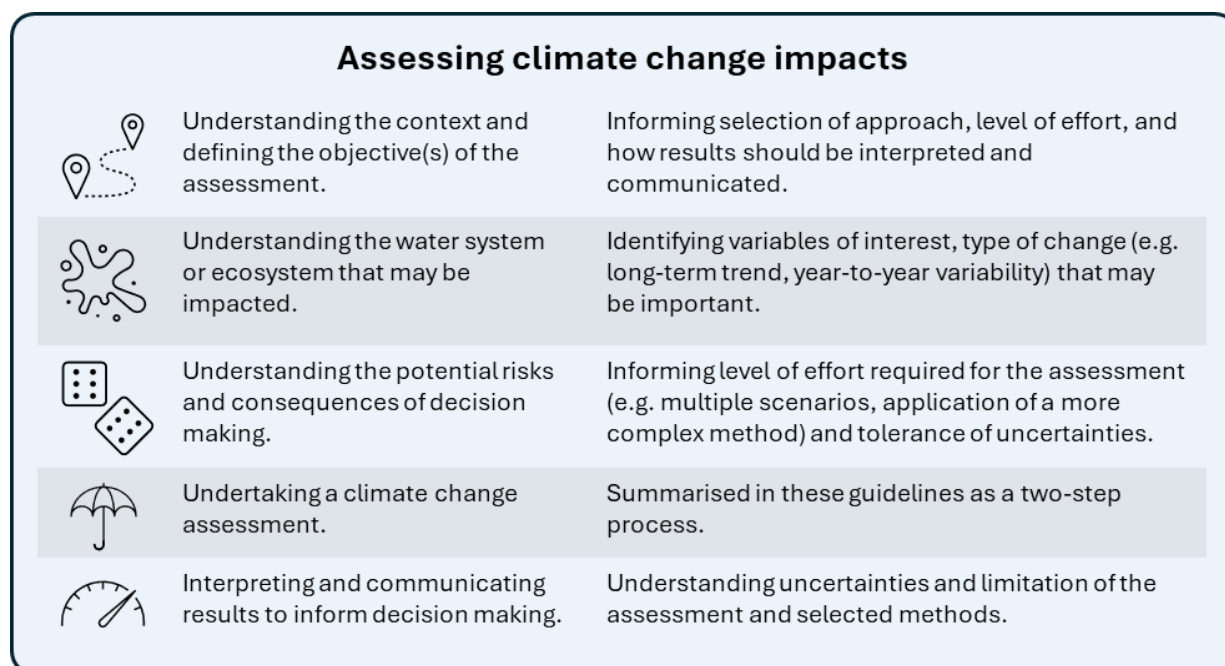 Assessing climate change impacts
Understanding the context and
defining the objective(s) of the
assessment.
Informing selection of approach, level of effort, and
how results should be interpreted and
communicated.
Understanding the water system
or ecosystem that may be
impacted.
Identifying variables of interest, type of change (e.g.
long-term trend, year-to-year variability) that may
be important.
Understanding the potential risks
and consequences of decision
making.
Informing level of effort required for the assessment
(e.g. multiple scenarios, application of a more
complex method) and tolerance of uncertainties.
Undertaking a climate change
assessment.
Summarised in these guidelines as a two-step
process.
Interpreting and communicating
results to inform decision making.
Understanding uncertainties and limitation of the
assessment and selected methods.